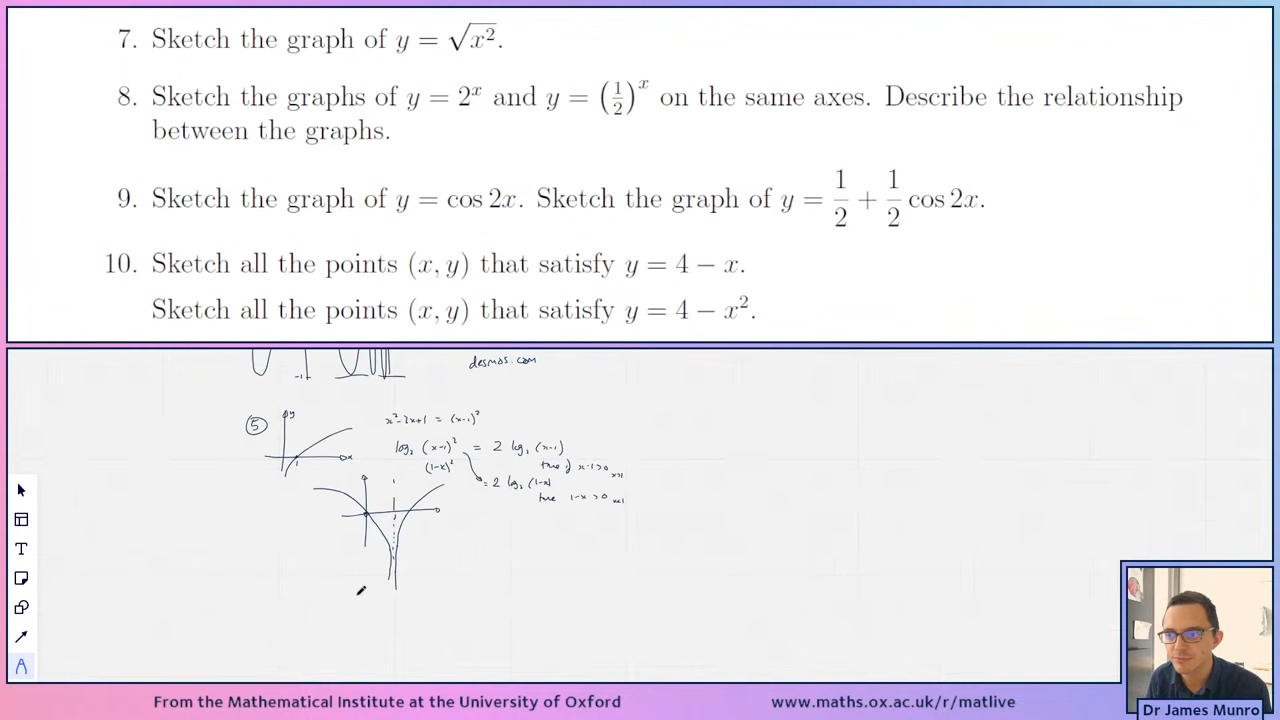 7. Sketch the graph of y = √x².
8. Sketch the graphs of y = 2ˣ and y = (1/2)ˣ on the same axes. Describe the relationship
between the graphs.
9. Sketch the graph of y = cos 2x. Sketch the graph of y = 1/2 + 1/2 cos 2x.
10. Sketch all the points (x, y) that satisfy y = 4 − x.
Sketch all the points (x, y) that satisfy y = 4 − x².
-1
desmos.com
⑤
y
x
1
x²-2x+1 = (x-1)²
log₂ (x-1)² = 2 log₂ (x-1)
(1-x)²
true if x-1>0 x>1
= 2 log₂ (1-x)
true 1-x>0 x<1
From the Mathematical Institute at the University of Oxford
www.maths.ox.ac.uk/r/matlive
Dr James Munro